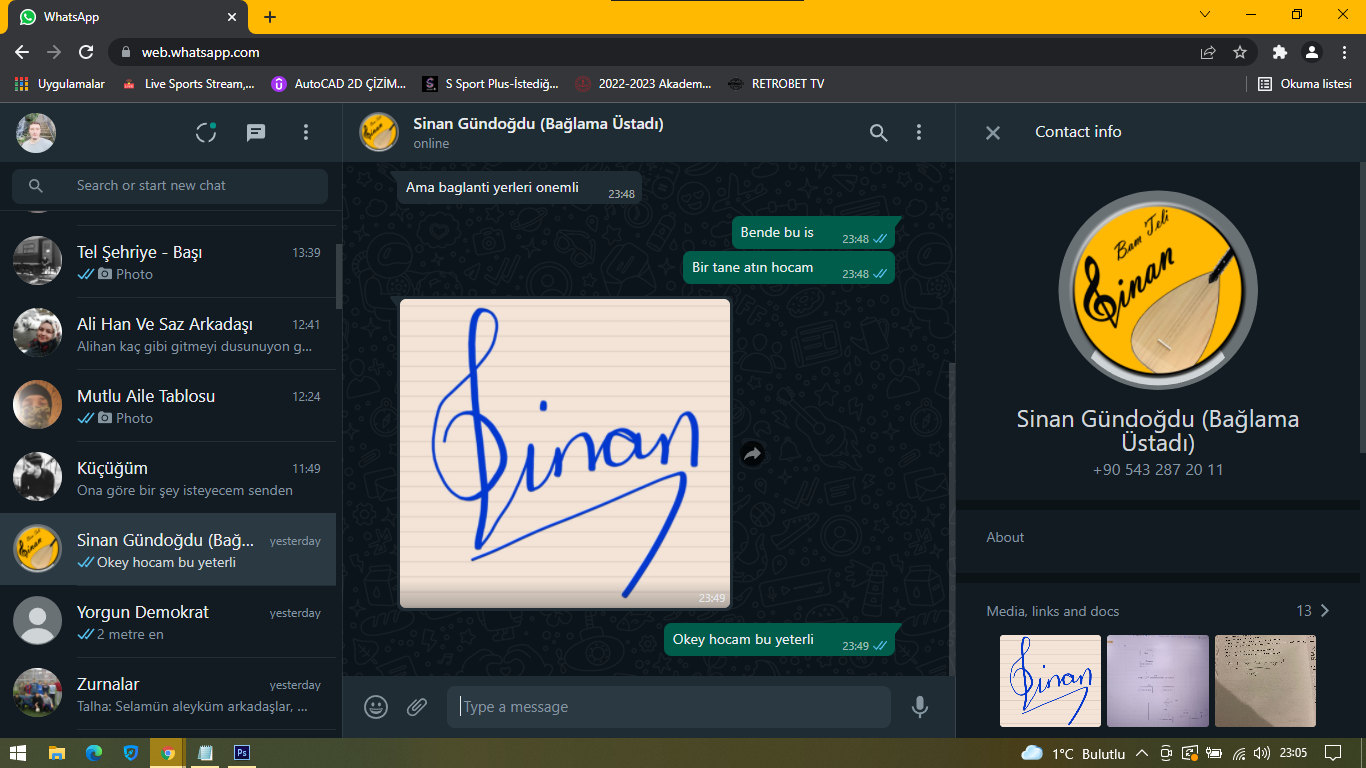 WhatsApp
web.whatsapp.com
Uygulamalar
Live Sports Stream,...
AutoCAD 2D ÇİZİM...
S Sport Plus-İstediğ...
2022-2023 Akadem...
RETROBET TV
Okuma listesi
Search or start new chat
Tel Şehriye - Başı
13:39
Photo
Ali Han Ve Saz Arkadaşı
12:41
Alihan kaç gibi gitmeyi dusunuyon g...
Mutlu Aile Tablosu
12:24
Photo
Küçüğüm
11:49
Ona göre bir şey isteyecem senden
Sinan Gündoğdu (Bağ...
yesterday
Okey hocam bu yeterli
Yorgun Demokrat
yesterday
2 metre en
Zurnalar
yesterday
Talha: Selamün aleyküm arkadaşlar, ...
Sinan Gündoğdu (Bağlama Üstadı)
online
Ama baglanti yerleri onemli
23:48
Bende bu is
23:48
Bir tane atın hocam
23:48
Sinan
23:49
Okey hocam bu yeterli
23:49
Type a message
Contact info
Bam Teli
Sinan
Sinan Gündoğdu (Bağlama
Üstadı)
+90 543 287 20 11
About
Media, links and docs
13
Sinan
Ps
1°C Bulutlu
23:05